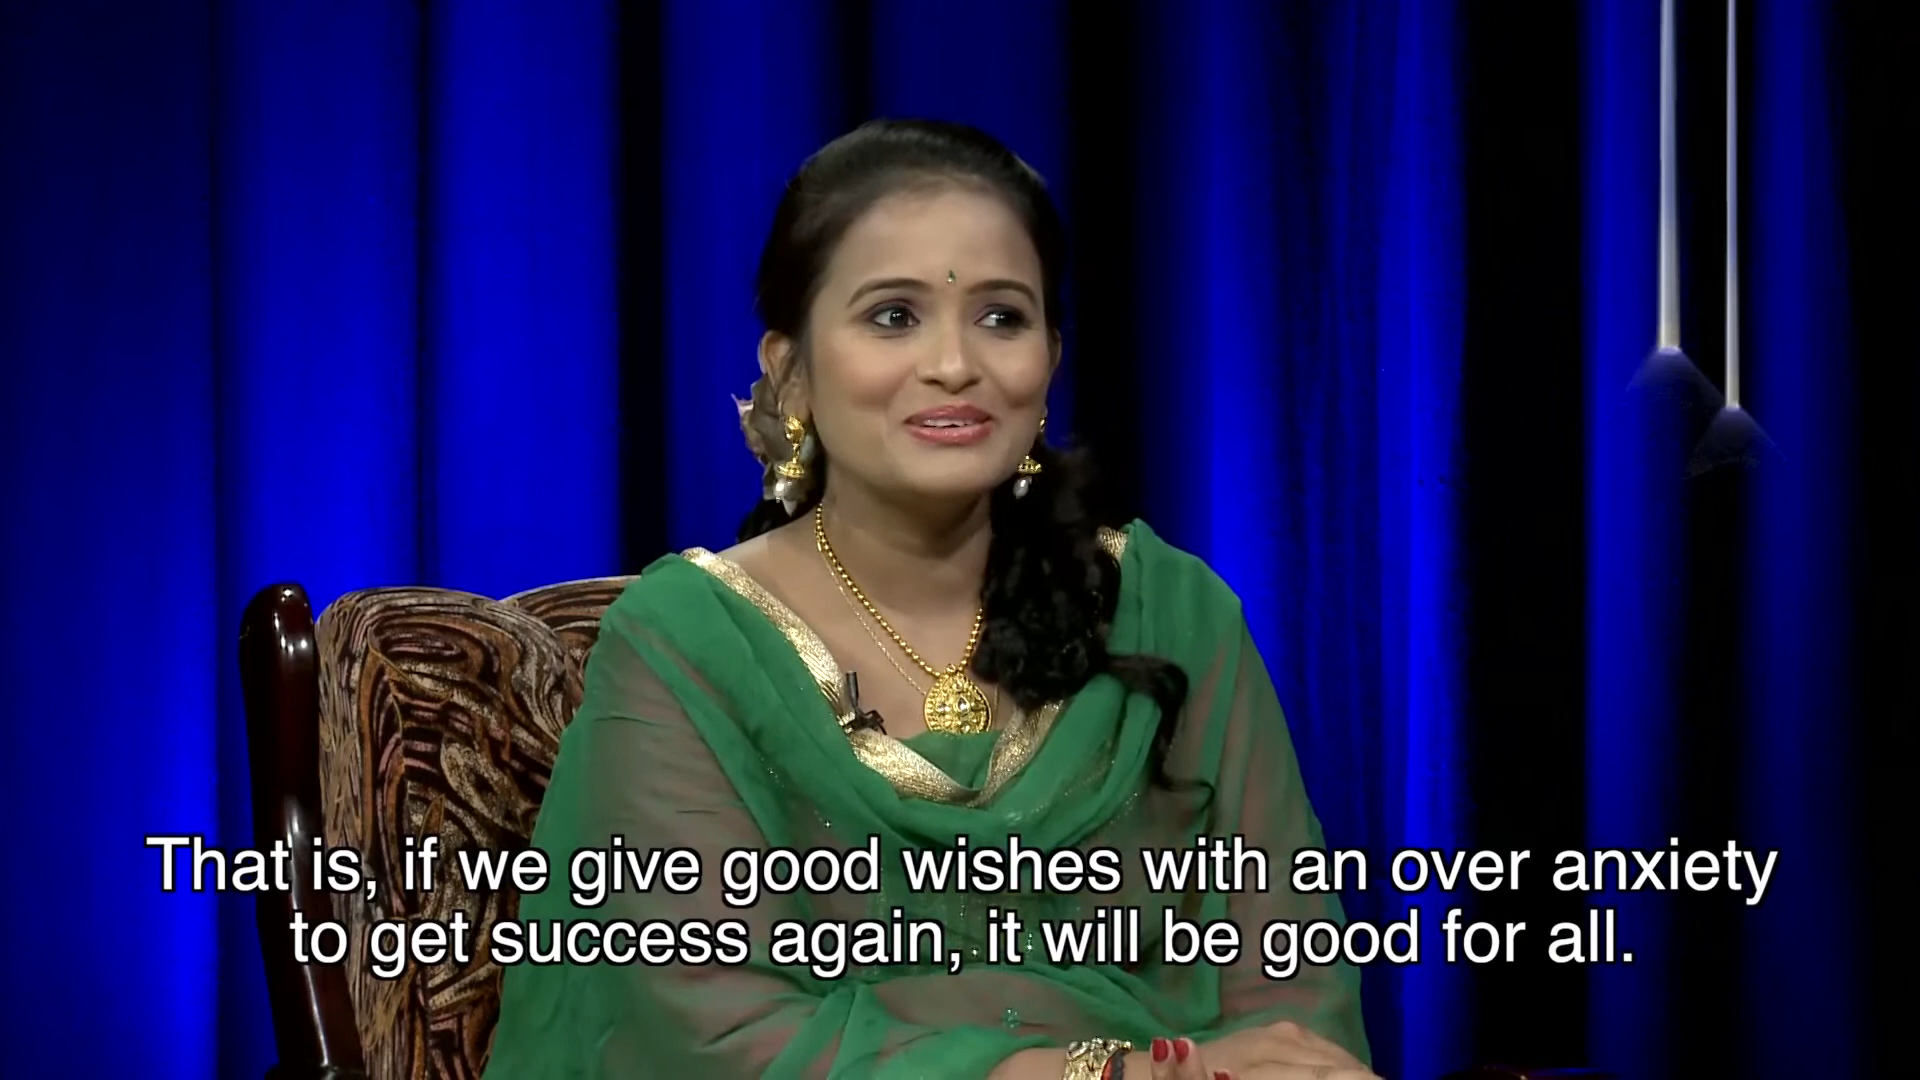 That is, if we give good wishes with an over anxiety
to get success again, it will be good for all.